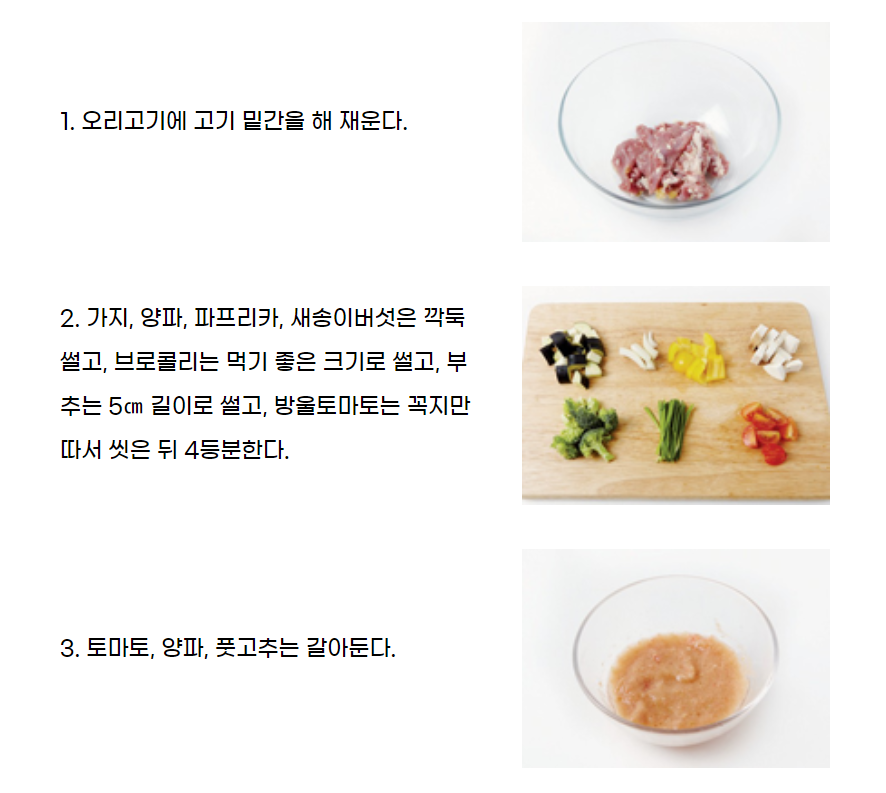 1. 오리고기에 고기 밑간을 해 재운다.
2. 가지, 양파, 파프리카, 새송이버섯은 깍둑
썰고, 브로콜리는 먹기 좋은 크기로 썰고, 부
추는 5㎝ 길이로 썰고, 방울토마토는 꼭지만
따서 씻은 뒤 4등분한다.
3. 토마토, 양파, 풋고추는 갈아둔다.